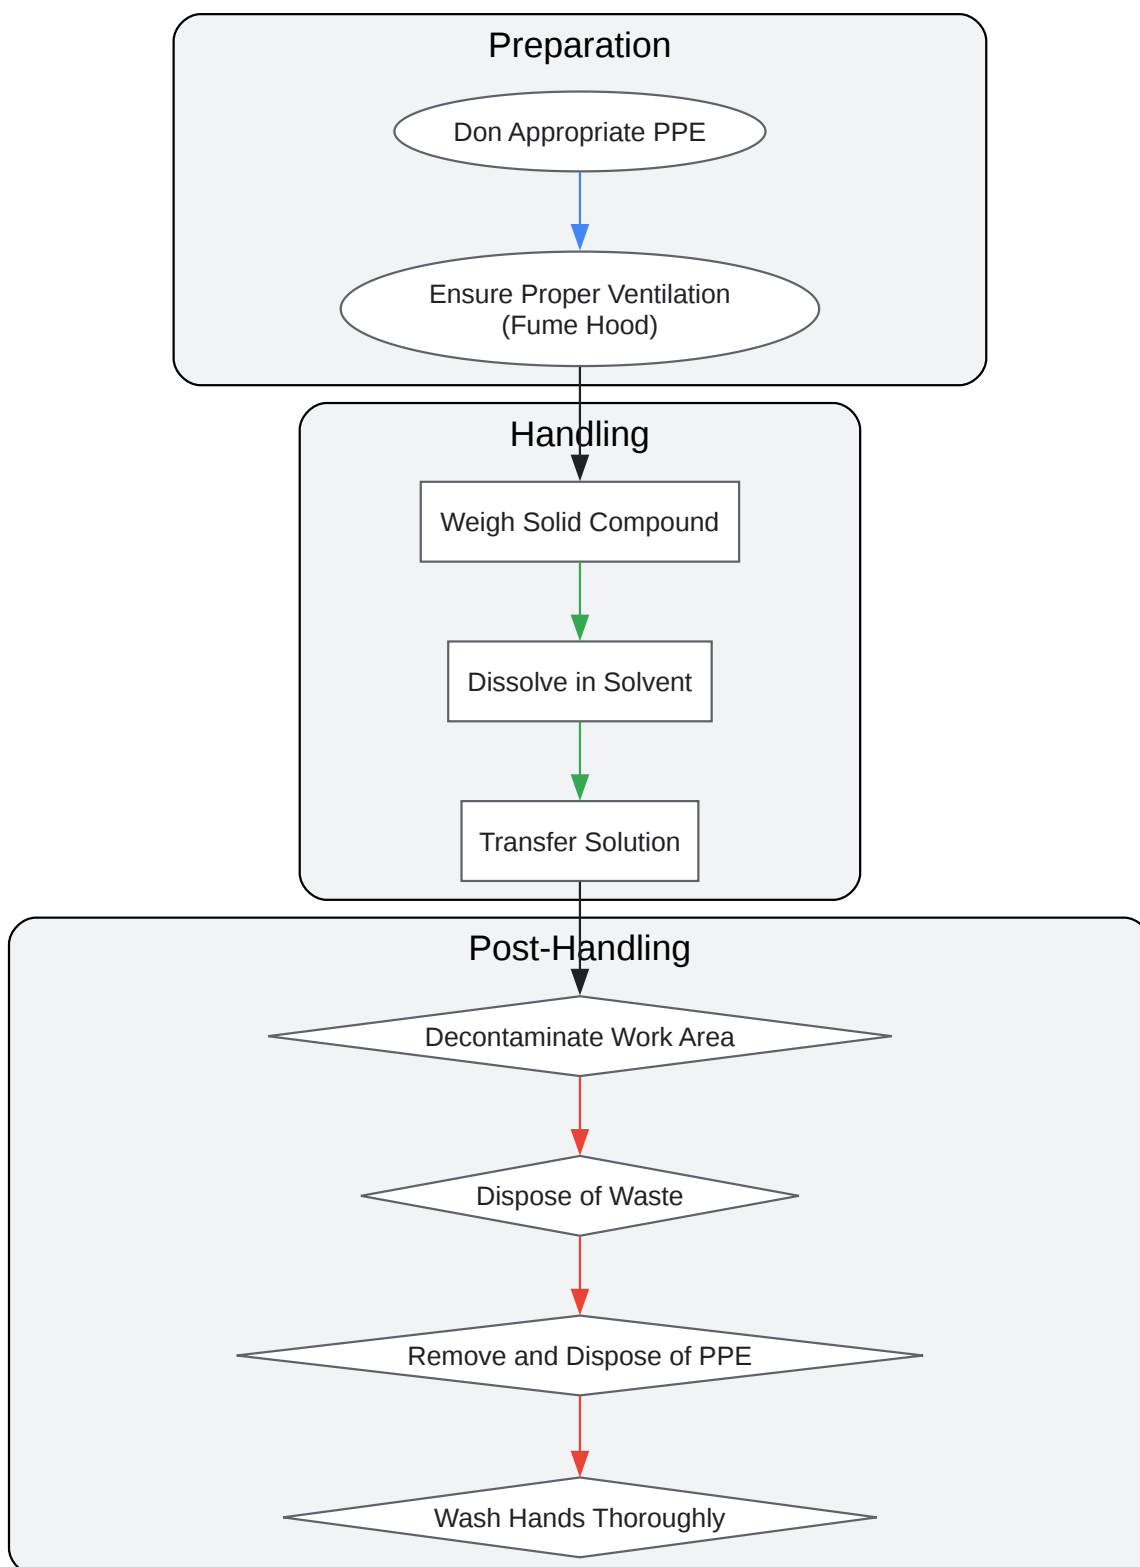 Preparation
Don Appropriate PPE
Ensure Proper Ventilation
(Fume Hood)
Handling
Weigh Solid Compound
Dissolve in Solvent
Transfer Solution
Post-Handling
Decontaminate Work Area
Dispose of Waste
Remove and Dispose of PPE
Wash Hands Thoroughly